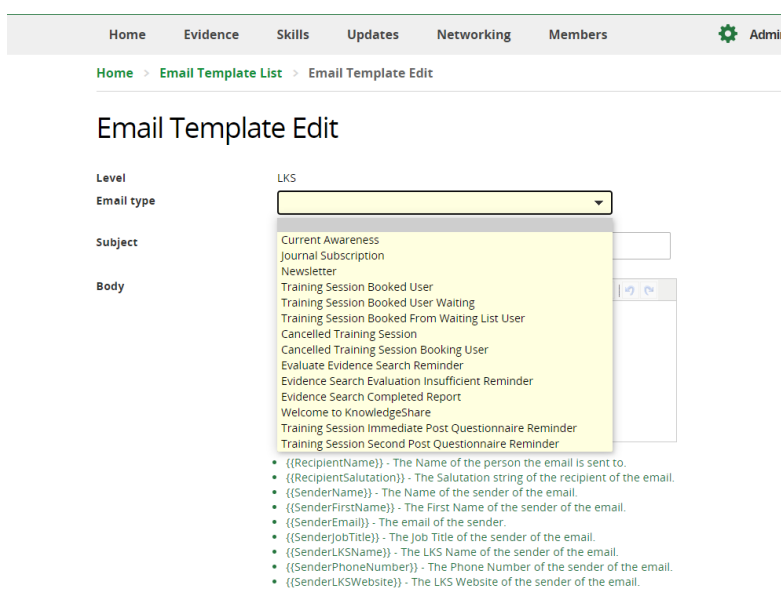 Home Evidence Skills Updates Networking Members Admi
Home > Email Template List > Email Template Edit
Email Template Edit
Level LKS
Email type
Subject
Body
Current Awareness
Journal Subscription
Newsletter
Training Session Booked User
Training Session Booked User Waiting
Training Session Booked From Waiting List User
Cancelled Training Session
Cancelled Training Session Booking User
Evaluate Evidence Search Reminder
Evidence Search Evaluation Insufficient Reminder
Evidence Search Completed Report
Welcome to KnowledgeShare
Training Session Immediate Post Questionnaire Reminder
Training Session Second Post Questionnaire Reminder
• {{RecipientName}} - The Name of the person the email is sent to.
• {{RecipientSalutation}} - The Salutation string of the recipient of the email.
• {{SenderName}} - The Name of the sender of the email.
• {{SenderFirstName}} - The First Name of the sender of the email.
• {{SenderEmail}} - The email of the sender.
• {{SenderJobTitle}} - The Job Title of the sender of the email.
• {{SenderLKSName}} - The LKS Name of the sender of the email.
• {{SenderPhoneNumber}} - The Phone Number of the sender of the email.
• {{SenderLKSWebsite}} - The LKS Website of the sender of the email.